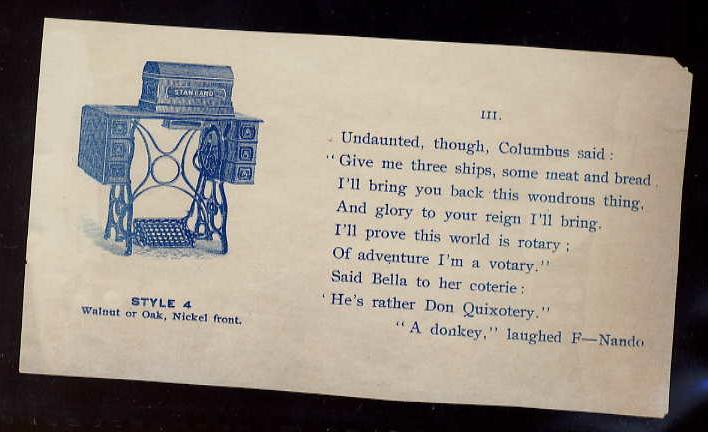 STANDARD
STYLE 4
Walnut or Oak, Nickel front.
III.
Undaunted, though, Columbus said:
"Give me three ships, some meat and bread.
I'll bring you back this wondrous thing,
And glory to your reign I'll bring.
I'll prove this world is rotary;
Of adventure I'm a votary."
Said Bella to her coterie:
'He's rather Don Quixotery."
"A donkey," laughed F—Nando